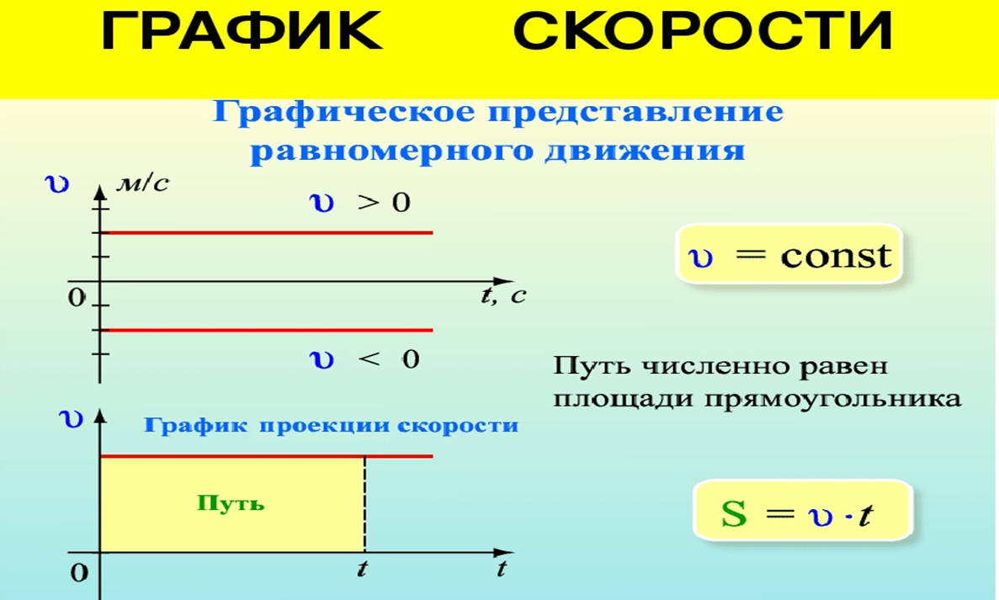 ГРАФИК СКОРОСТИ
Графическое представление
равномерного движения
υ м/с
υ > 0
υ = const
0
t, c
υ < 0
Путь численно равен
площади прямоугольника
υ
График проекции скорости
Путь
S = υ · t
0
t
t